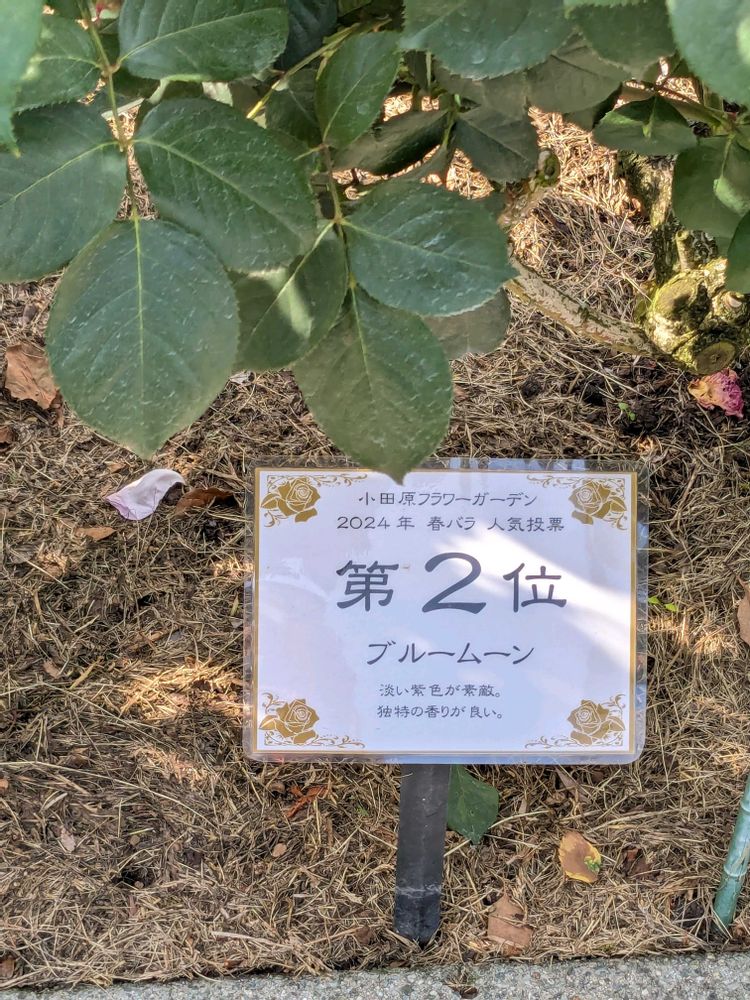 小田原フラワーガーデン
2024年 春バラ 人気投票
第2位
ブルームーン
淡い紫色が素敵。
独特の香りが良い。